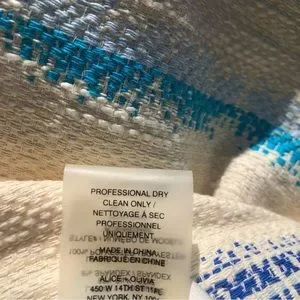 PROFESSIONAL DRY
CLEAN ONLY /
NETTOYAGE À SEC
PROFESSIONNEL
UNIQUEMENT
MADE IN CHINA
FABRIQUÉ EN CHINE
ALICE + OLIVIA
450 W 14TH ST
NEW YORK, NY